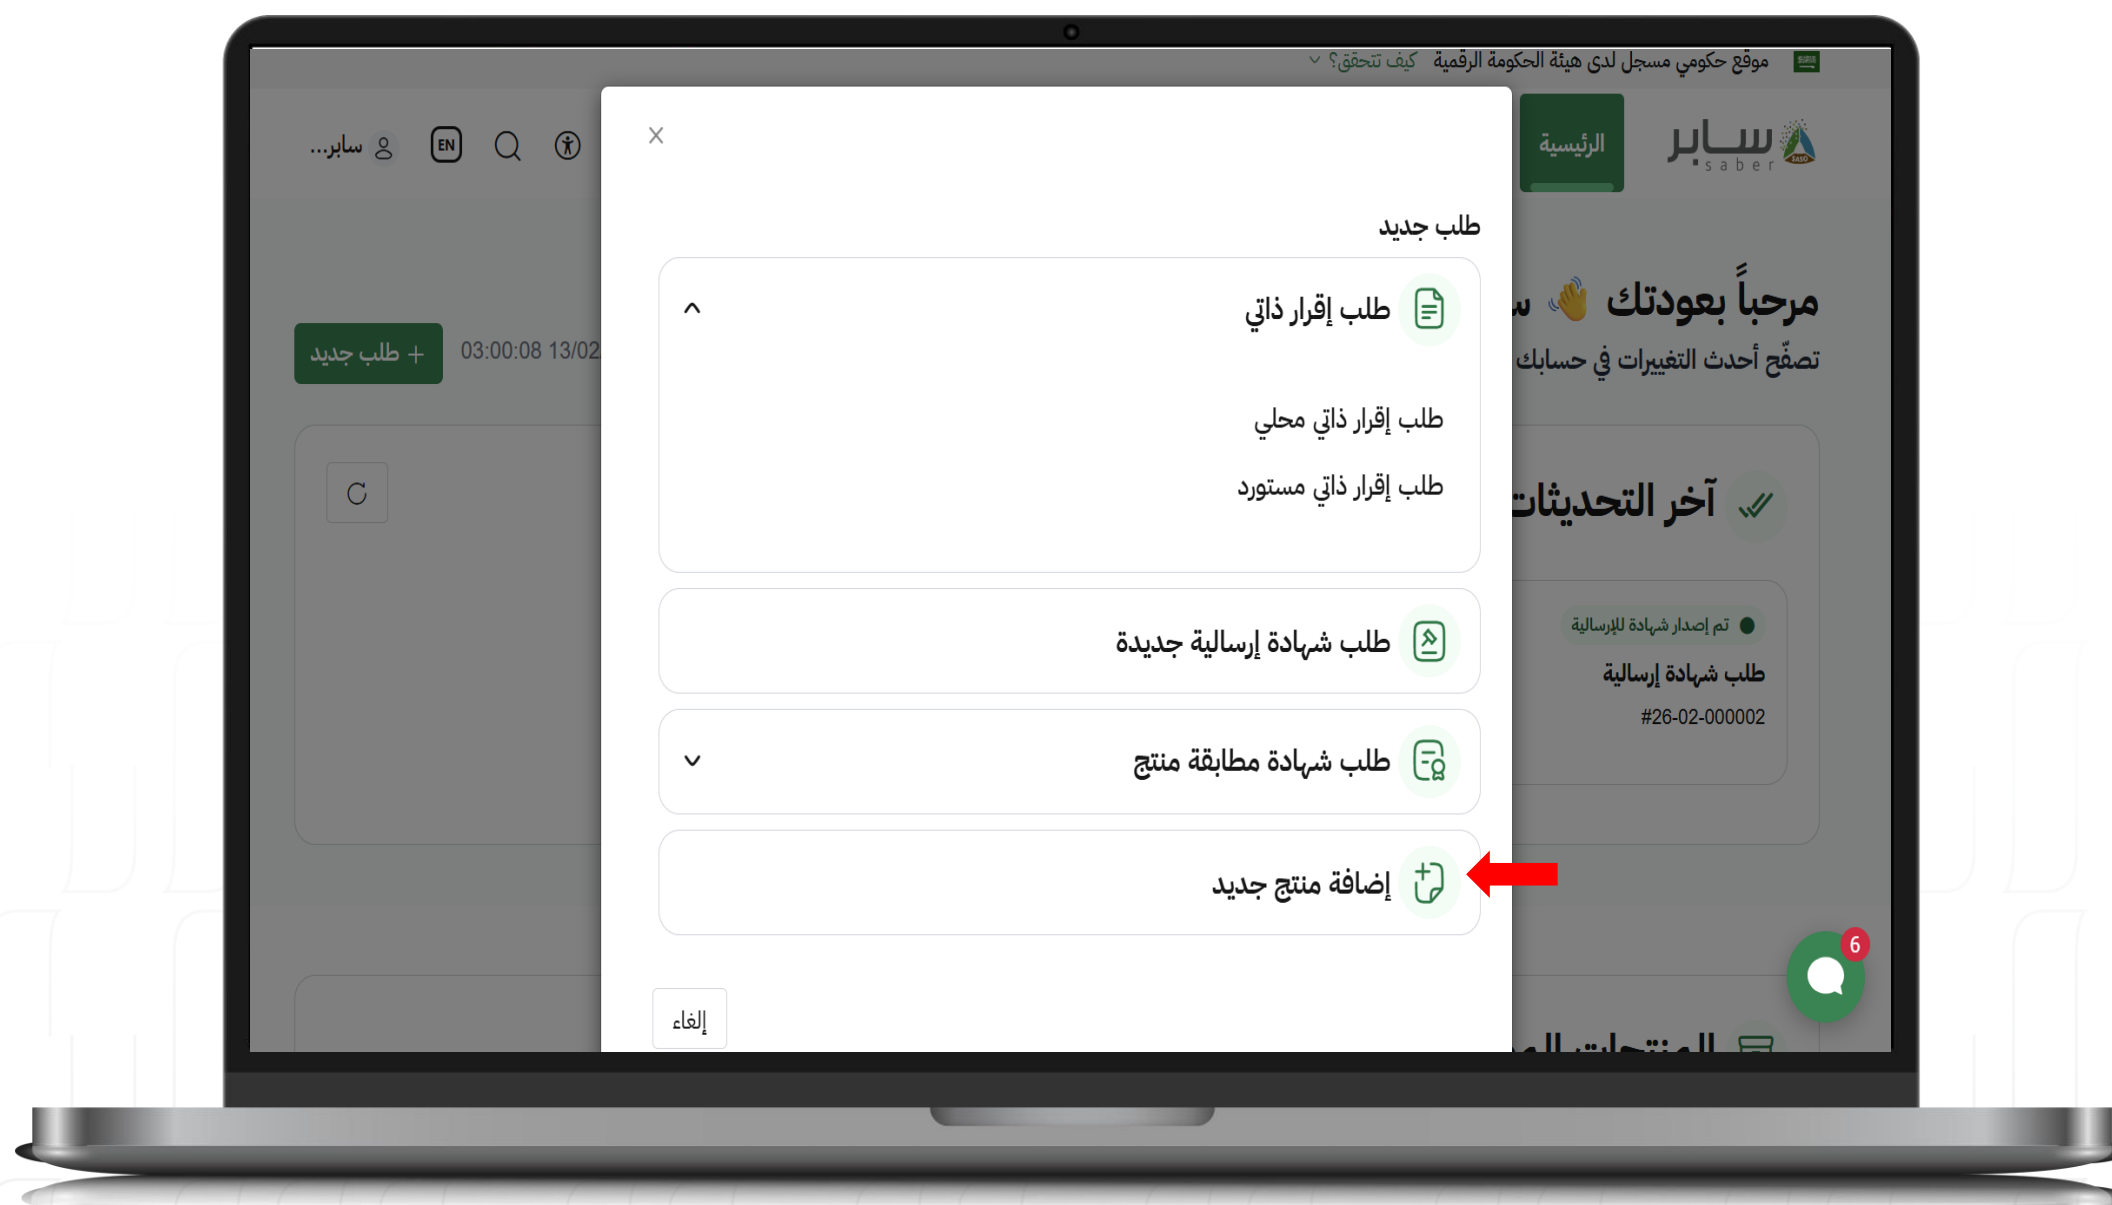 موقع حكومي مسجل لدى هيئة الحكومة الرقمية كيف تتحقق؟
سابر
saber
SASO
الرئيسية
EN
سابر...
مرحباً بعودتك 👋
تصفّح أحدث التغييرات في حسابك
03:00:08 13/02
+ طلب جديد
آخر التحديثات
تم إصدار شهادة للإرسالية
طلب شهادة إرسالية
#26-02-000002
طلب جديد
طلب إقرار ذاتي
طلب إقرار ذاتي محلي
طلب إقرار ذاتي مستورد
طلب شهادة إرسالية جديدة
طلب شهادة مطابقة منتج
إضافة منتج جديد
إلغاء
6
المنتجات